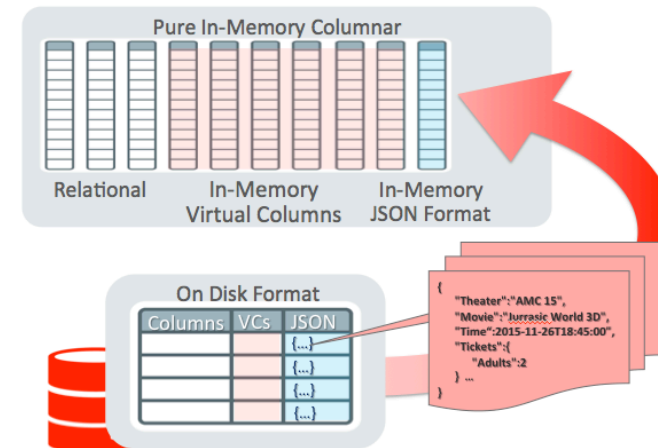 Pure In-Memory Columnar
Relational
In-Memory
Virtual Columns
In-Memory
JSON Format
On Disk Format
Columns VCs JSON
{...}
{...}
{...}
{...}
{
"Theater":"AMC 15",
"Movie":"Jurrasic World 3D",
"Time":2015-11-26T18:45:00",
"Tickets":{
"Adults":2
} ...
}